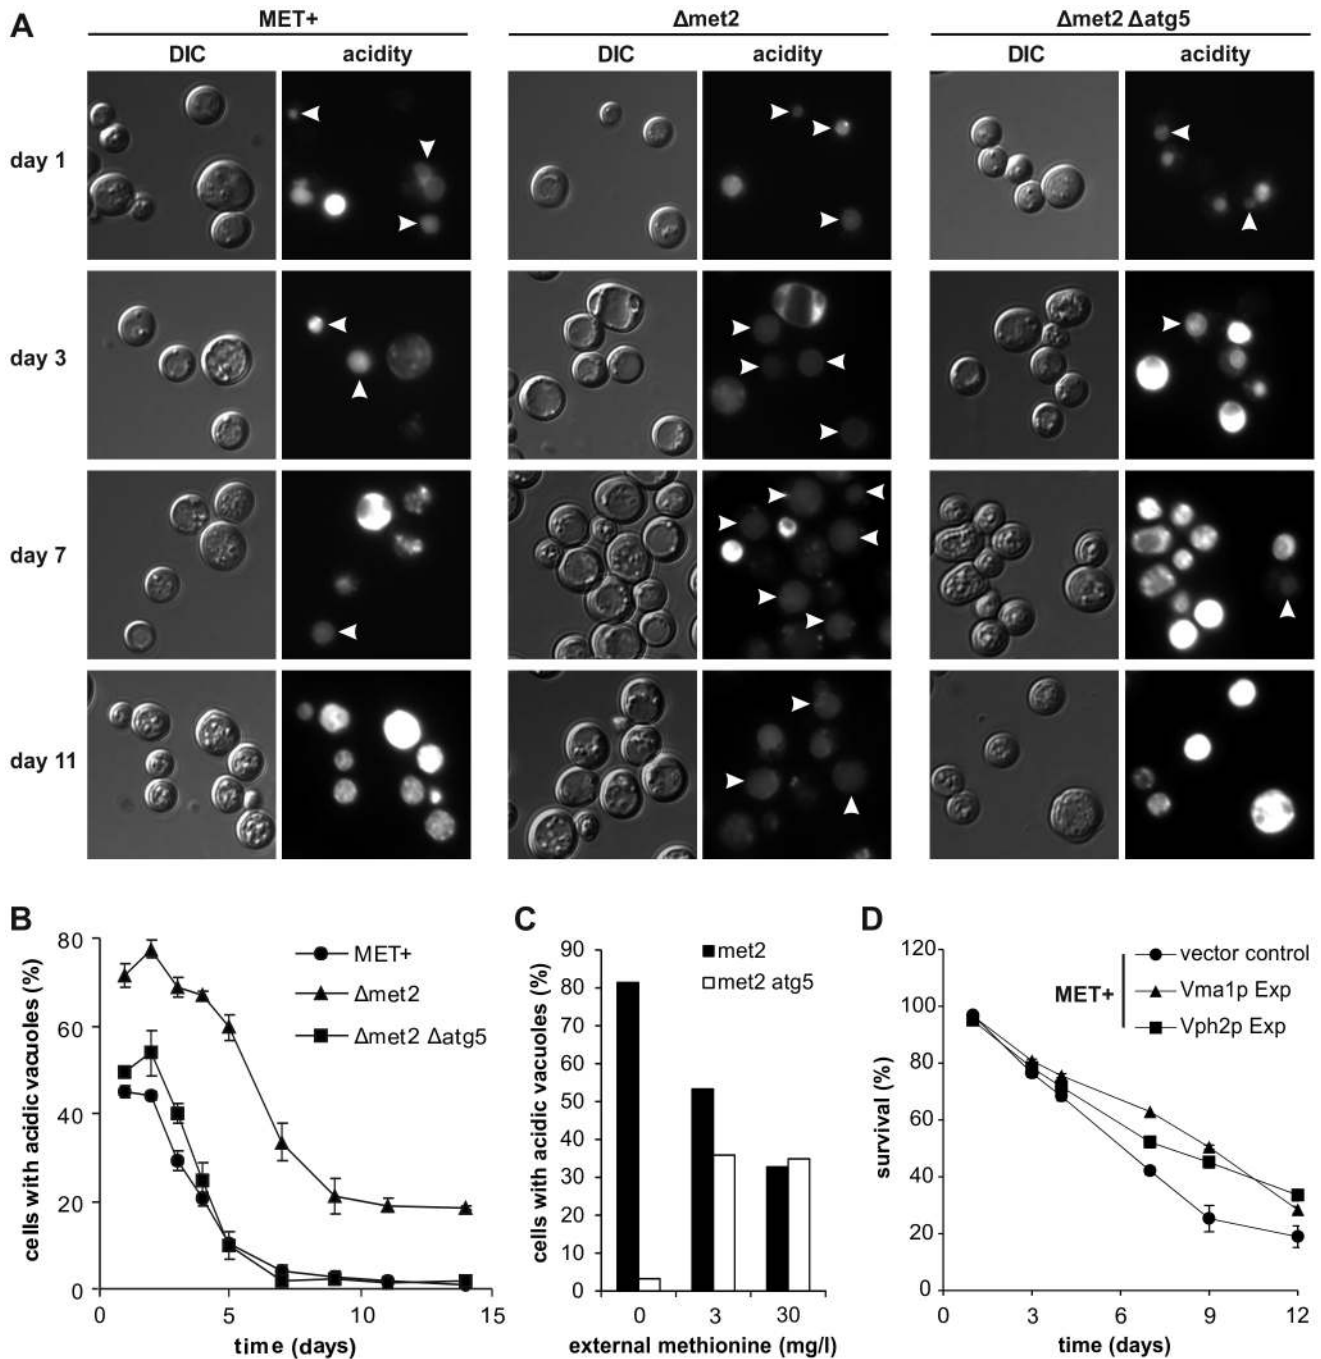 A
MET+
Δmet2
Δmet2 Δatg5
DIC
acidity
DIC
acidity
DIC
acidity
day 1
day 3
day 7
day 11
B
cells with acidic vacuoles (%)
80
60
40
20
0
0
5
10
15
time (days)
MET+
Δmet2
Δmet2 Δatg5
C
cells with acidic vacuoles (%)
90
80
70
60
50
40
30
20
10
0
0
3
30
external methionine (mg/l)
met2
met2 atg5
D
survival (%)
120
100
80
60
40
20
0
0
3
6
9
12
time (days)
MET+
vector control
Vma1p Exp
Vph2p Exp